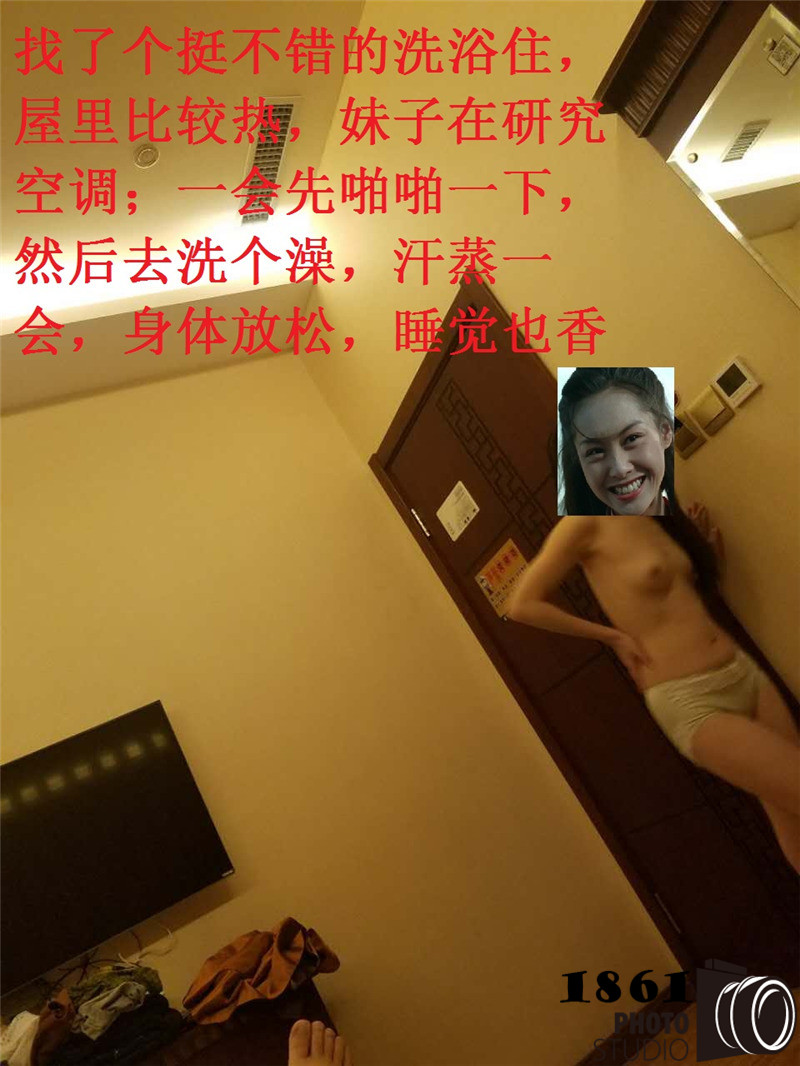 找了个挺不错的洗浴住，
屋里比较热，妹子在研究
空调；一会先啪啪一下，
然后去洗个澡，汗蒸一
会，身体放松，睡觉也香
1861
PHOTO
STUDIO